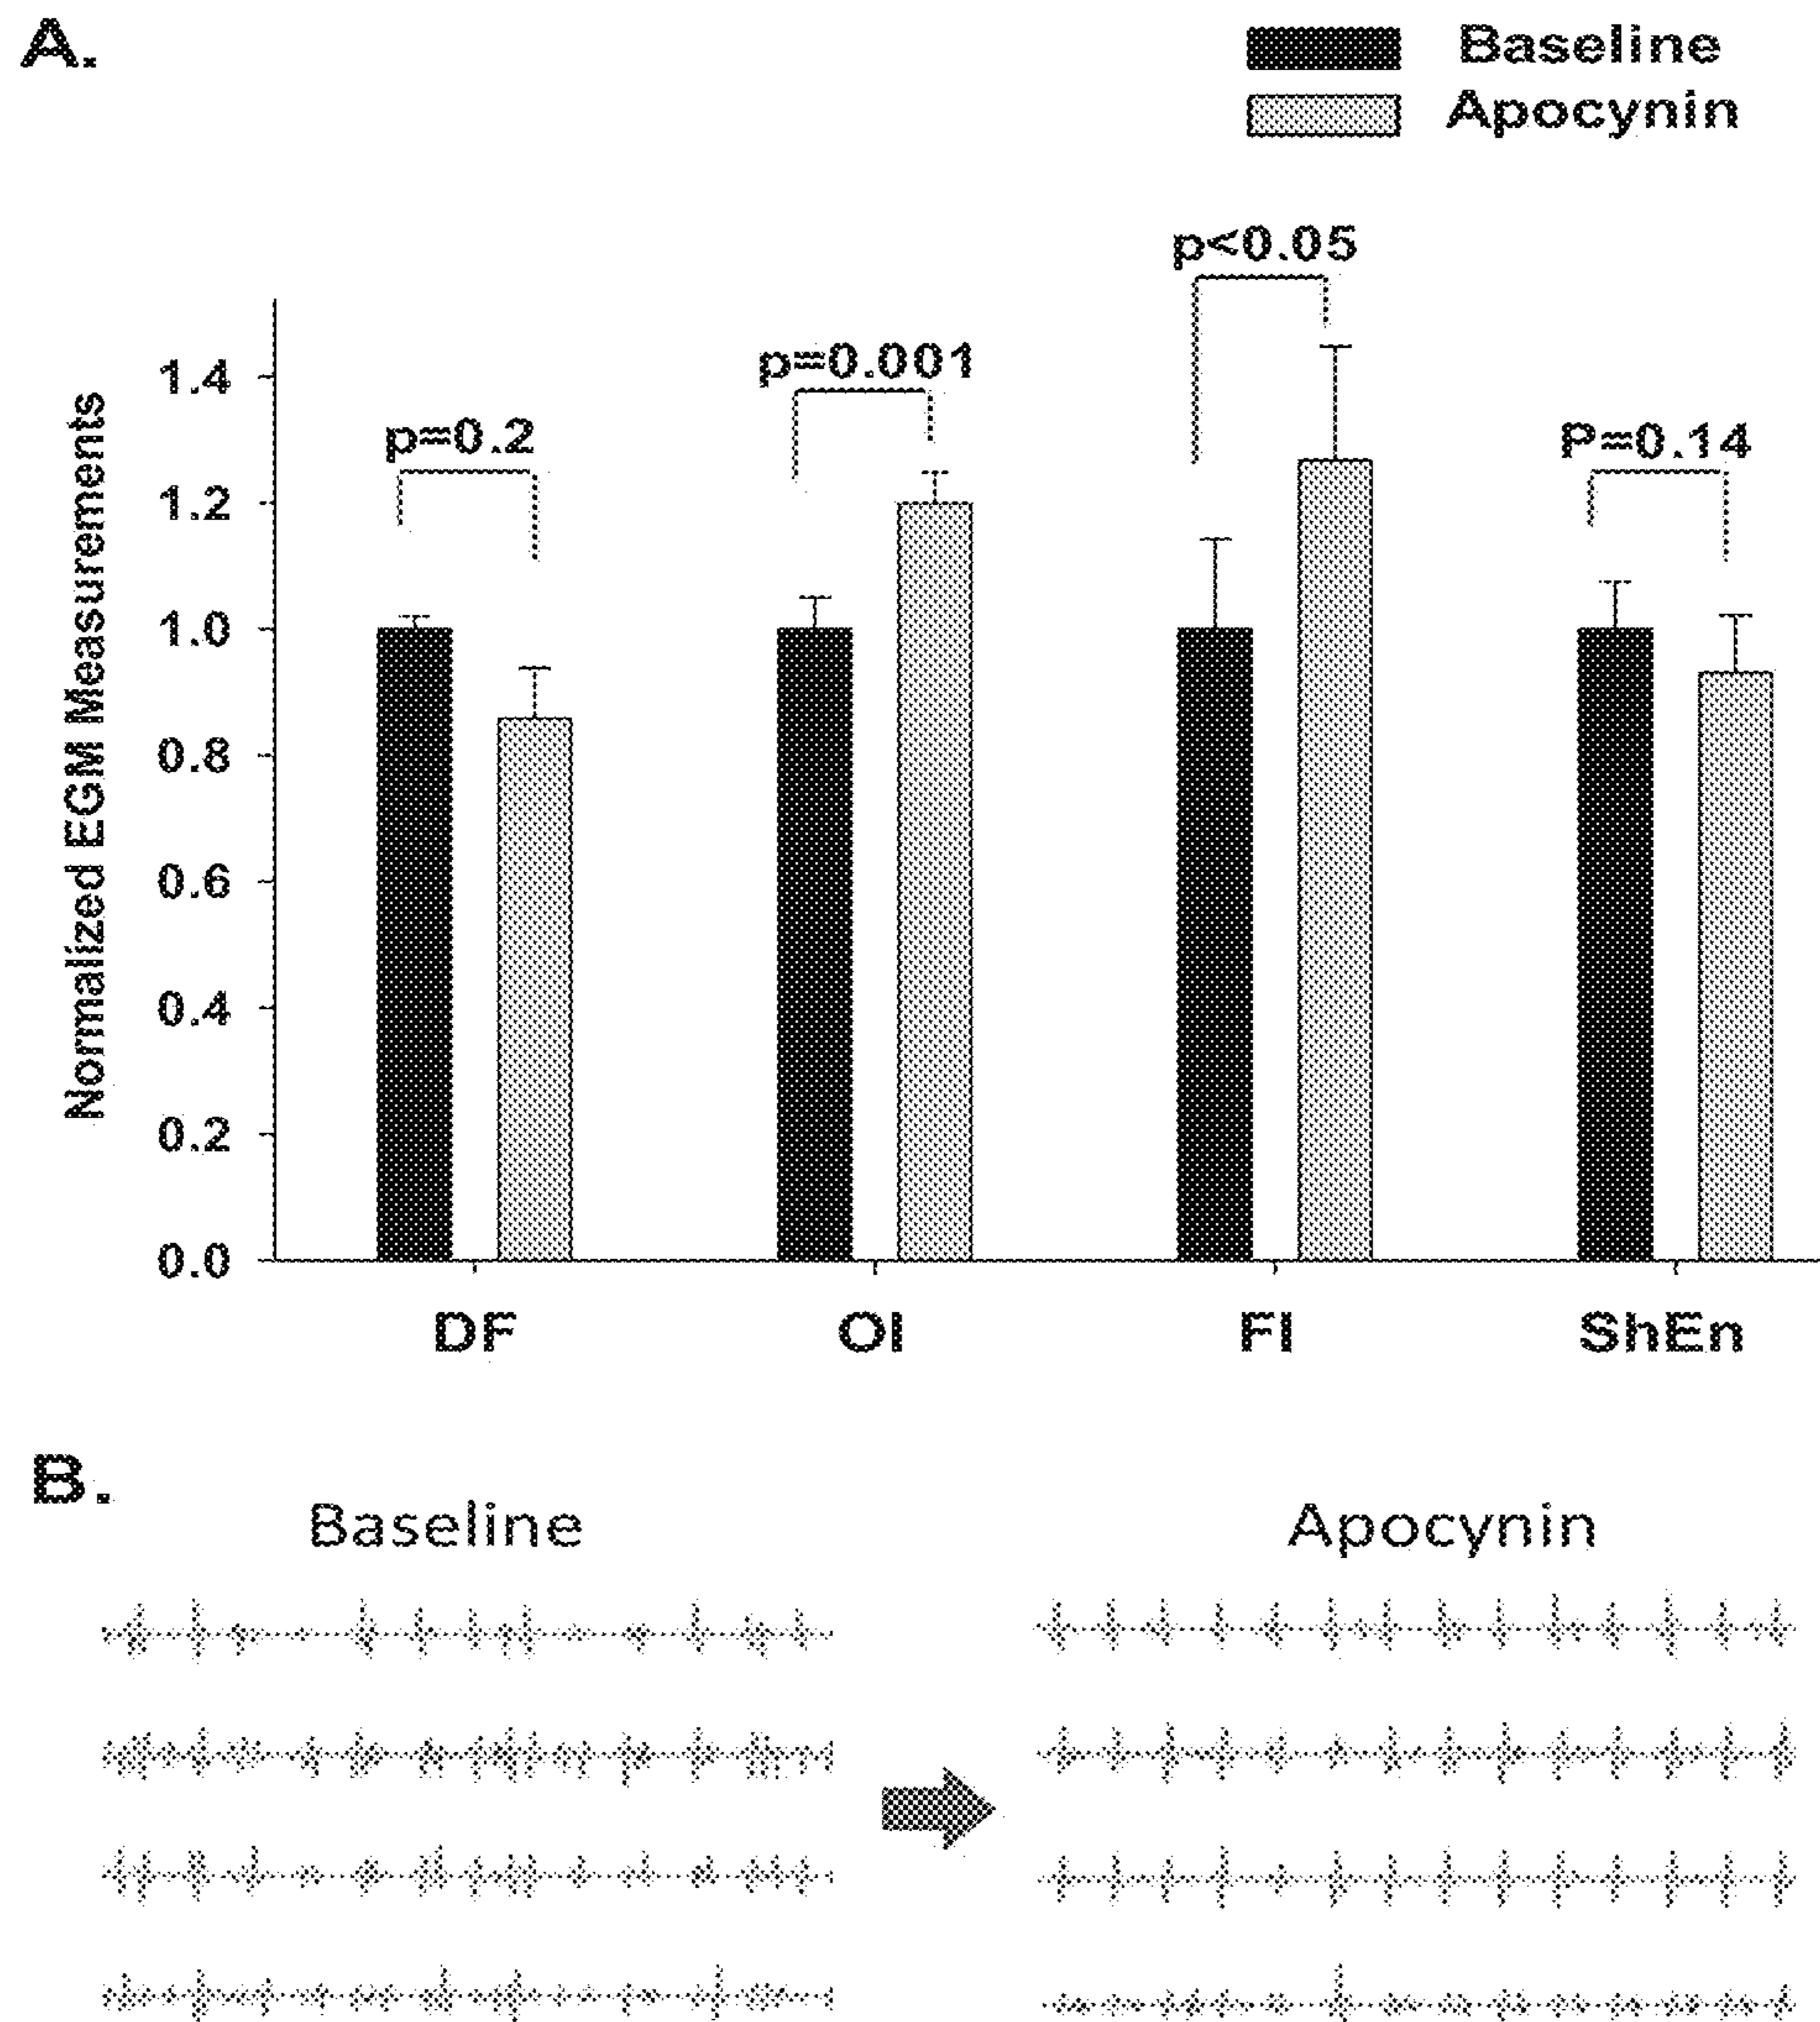 A.
Baseline
Apocynin
p<0.05
p=0.001
p=0.2
P=0.14
Normalized EGM Measurements
1.4
1.2
1.0
0.8
0.6
0.4
0.2
0.0
DF OI FI ShEn
B.
Baseline Apocynin